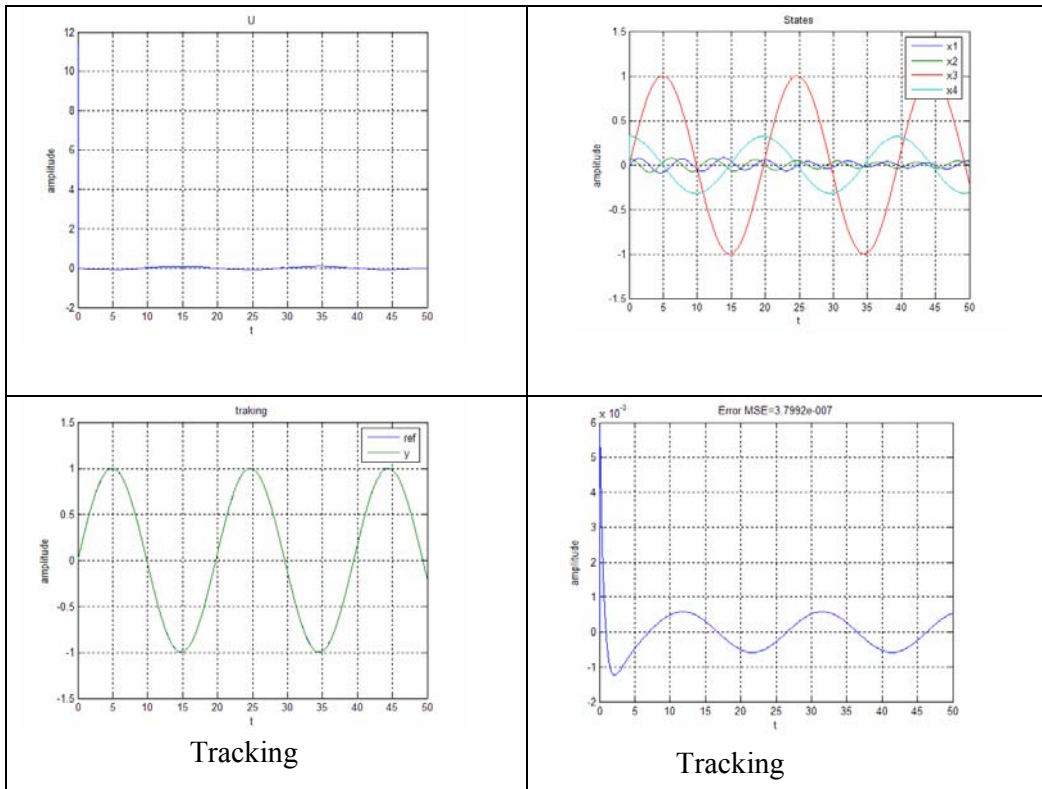 U
12
10
8
6
4
2
0
-2
amplitude
0 5 10 15 20 25 30 35 40 45 50
t
States
1.5
1
0.5
0
-0.5
-1
-1.5
amplitude
x1
x2
x3
x4
0 5 10 15 20 25 30 35 40 45 50
t
traking
1.5
1
0.5
0
-0.5
-1
-1.5
amplitude
ref
y
0 5 10 15 20 25 30 35 40 45 50
t
Tracking
Error MSE=3.7992e-007
x 10^-3
6
5
4
3
2
1
0
-1
-2
amplitude
0 5 10 15 20 25 30 35 40 45 50
t
Tracking